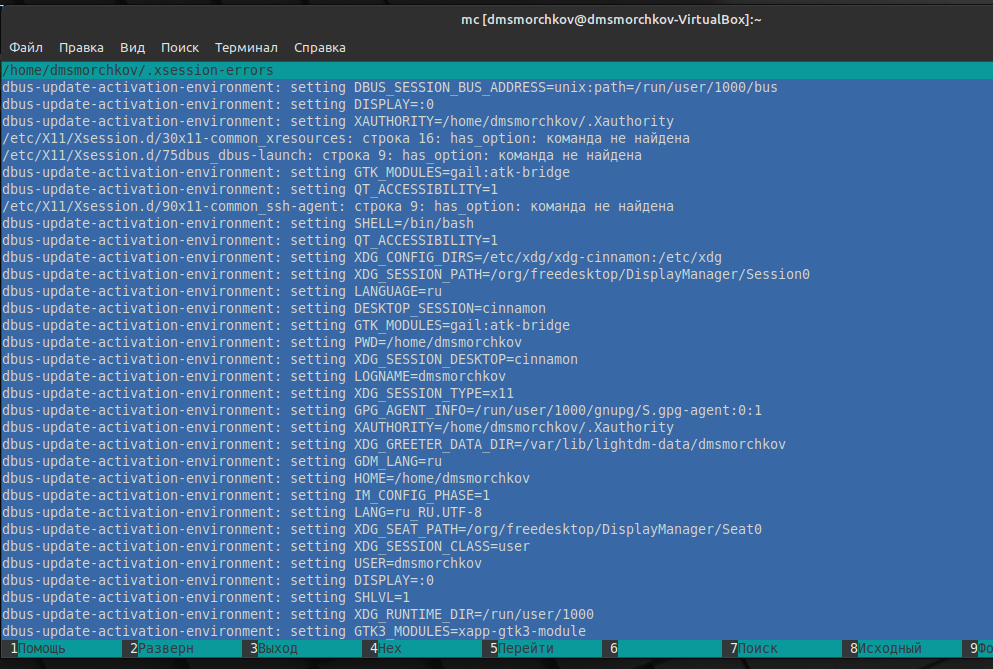 mc [dmsmorchkov@dmsmorchkov-VirtualBox]:~
Файл Правка Вид Поиск Терминал Справка
/home/dmsmorchkov/.xsession-errors
dbus-update-activation-environment: setting DBUS_SESSION_BUS_ADDRESS=unix:path=/run/user/1000/bus
dbus-update-activation-environment: setting DISPLAY=:0
dbus-update-activation-environment: setting XAUTHORITY=/home/dmsmorchkov/.Xauthority
/etc/X11/Xsession.d/30x11-common_xresources: строка 16: has_option: команда не найдена
/etc/X11/Xsession.d/75dbus_dbus-launch: строка 9: has_option: команда не найдена
dbus-update-activation-environment: setting GTK_MODULES=gail:atk-bridge
dbus-update-activation-environment: setting QT_ACCESSIBILITY=1
/etc/X11/Xsession.d/90x11-common_ssh-agent: строка 9: has_option: команда не найдена
dbus-update-activation-environment: setting SHELL=/bin/bash
dbus-update-activation-environment: setting QT_ACCESSIBILITY=1
dbus-update-activation-environment: setting XDG_CONFIG_DIRS=/etc/xdg/xdg-cinnamon:/etc/xdg
dbus-update-activation-environment: setting XDG_SESSION_PATH=/org/freedesktop/DisplayManager/Session0
dbus-update-activation-environment: setting LANGUAGE=ru
dbus-update-activation-environment: setting DESKTOP_SESSION=cinnamon
dbus-update-activation-environment: setting GTK_MODULES=gail:atk-bridge
dbus-update-activation-environment: setting PWD=/home/dmsmorchkov
dbus-update-activation-environment: setting XDG_SESSION_DESKTOP=cinnamon
dbus-update-activation-environment: setting LOGNAME=dmsmorchkov
dbus-update-activation-environment: setting XDG_SESSION_TYPE=x11
dbus-update-activation-environment: setting GPG_AGENT_INFO=/run/user/1000/gnupg/S.gpg-agent:0:1
dbus-update-activation-environment: setting XAUTHORITY=/home/dmsmorchkov/.Xauthority
dbus-update-activation-environment: setting XDG_GREETER_DATA_DIR=/var/lib/lightdm-data/dmsmorchkov
dbus-update-activation-environment: setting GDM_LANG=ru
dbus-update-activation-environment: setting HOME=/home/dmsmorchkov
dbus-update-activation-environment: setting IM_CONFIG_PHASE=1
dbus-update-activation-environment: setting LANG=ru_RU.UTF-8
dbus-update-activation-environment: setting XDG_SEAT_PATH=/org/freedesktop/DisplayManager/Seat0
dbus-update-activation-environment: setting XDG_SESSION_CLASS=user
dbus-update-activation-environment: setting USER=dmsmorchkov
dbus-update-activation-environment: setting DISPLAY=:0
dbus-update-activation-environment: setting SHLVL=1
dbus-update-activation-environment: setting XDG_RUNTIME_DIR=/run/user/1000
dbus-update-activation-environment: setting GTK3_MODULES=xapp-gtk3-module
1Помощь 2Разверн 3Выход 4Hex 5Перейти 6 7Поиск 8Исходный 9Фо